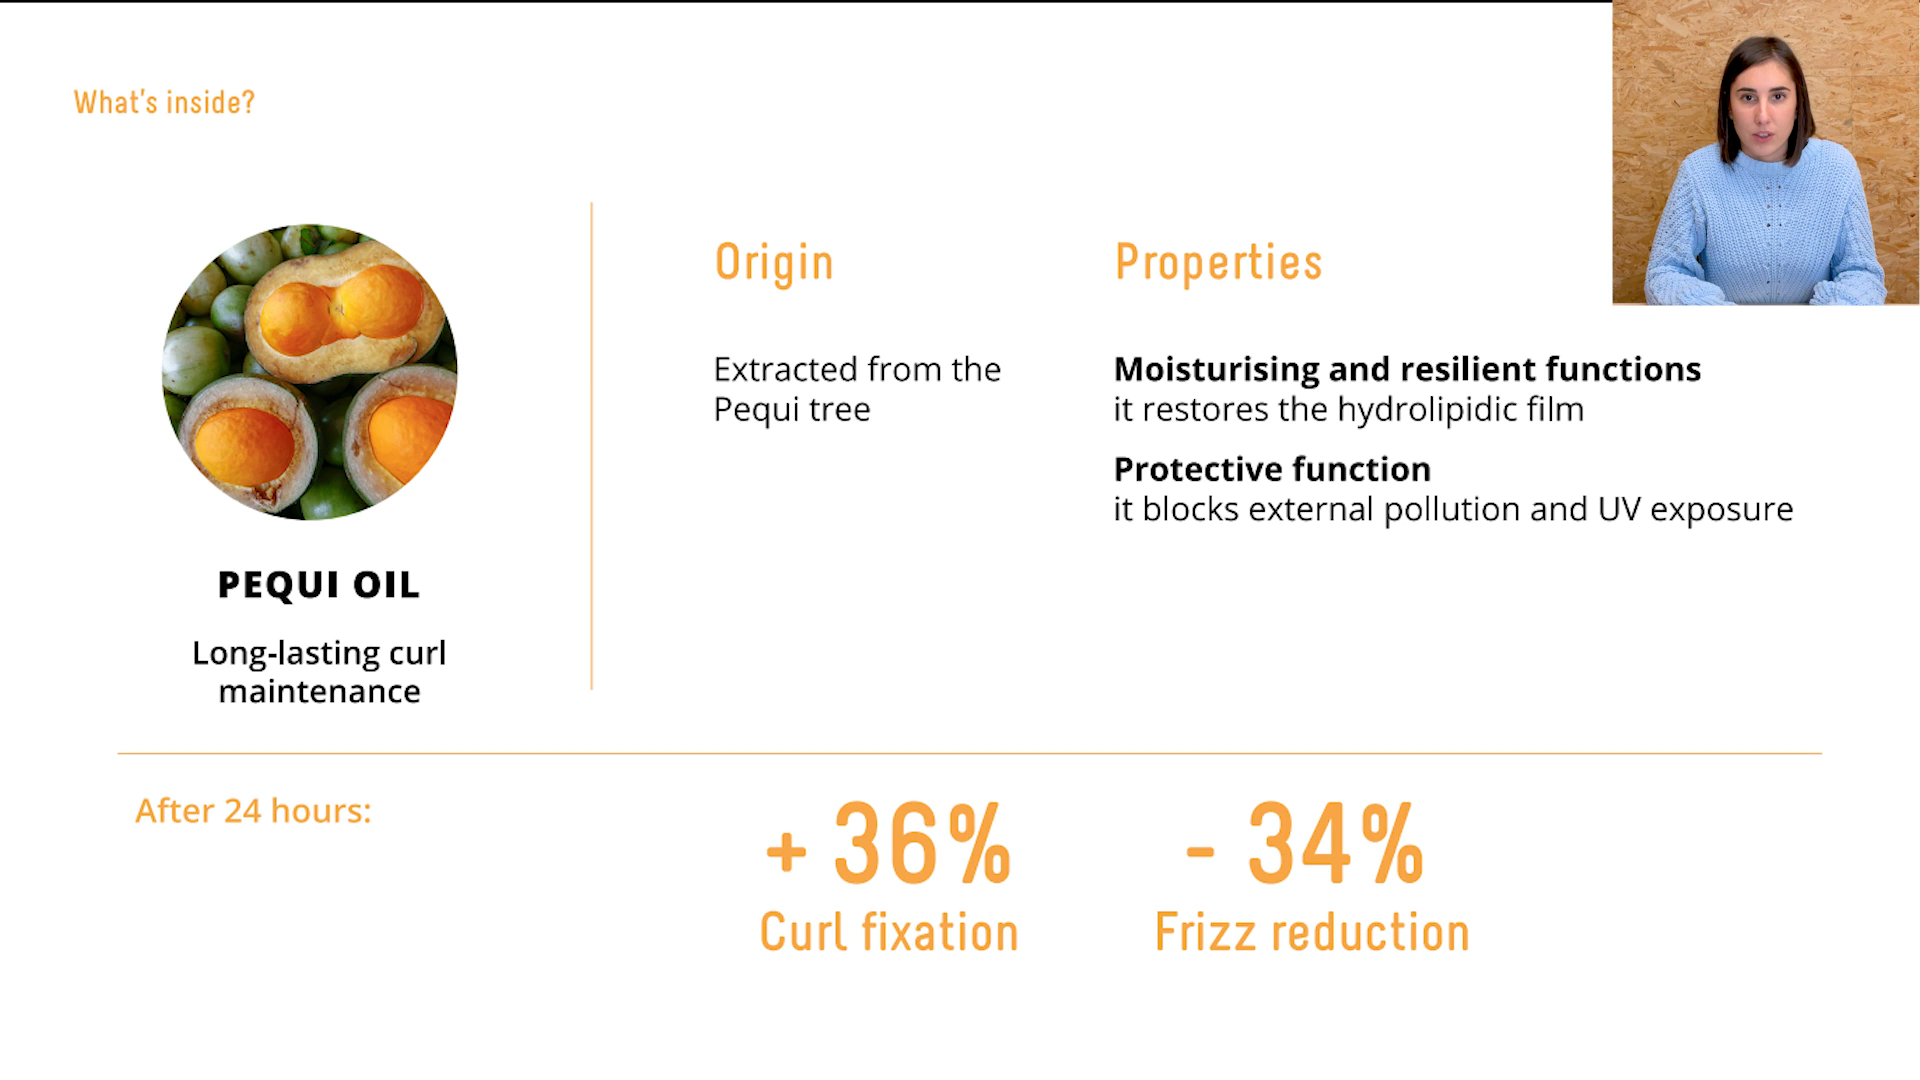 What's inside?
PEQUI OIL
Long-lasting curl
maintenance
Origin
Extracted from the
Pequi tree
Properties
Moisturising and resilient functions
it restores the hydrolipidic film
Protective function
it blocks external pollution and UV exposure
After 24 hours:
+ 36%
Curl fixation
- 34%
Frizz reduction